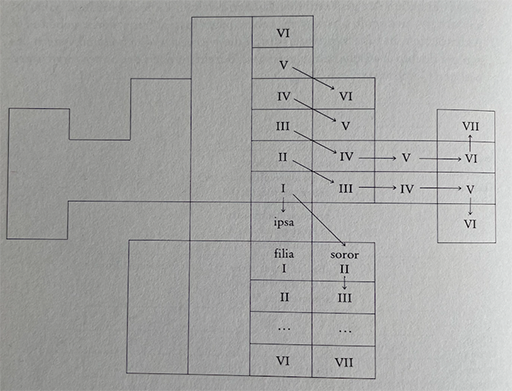 VI
V
IV VI
III V VII
II IV V VI
I III IV V
ipsa VI
filia soror
I II
II III
... ...
VI VII